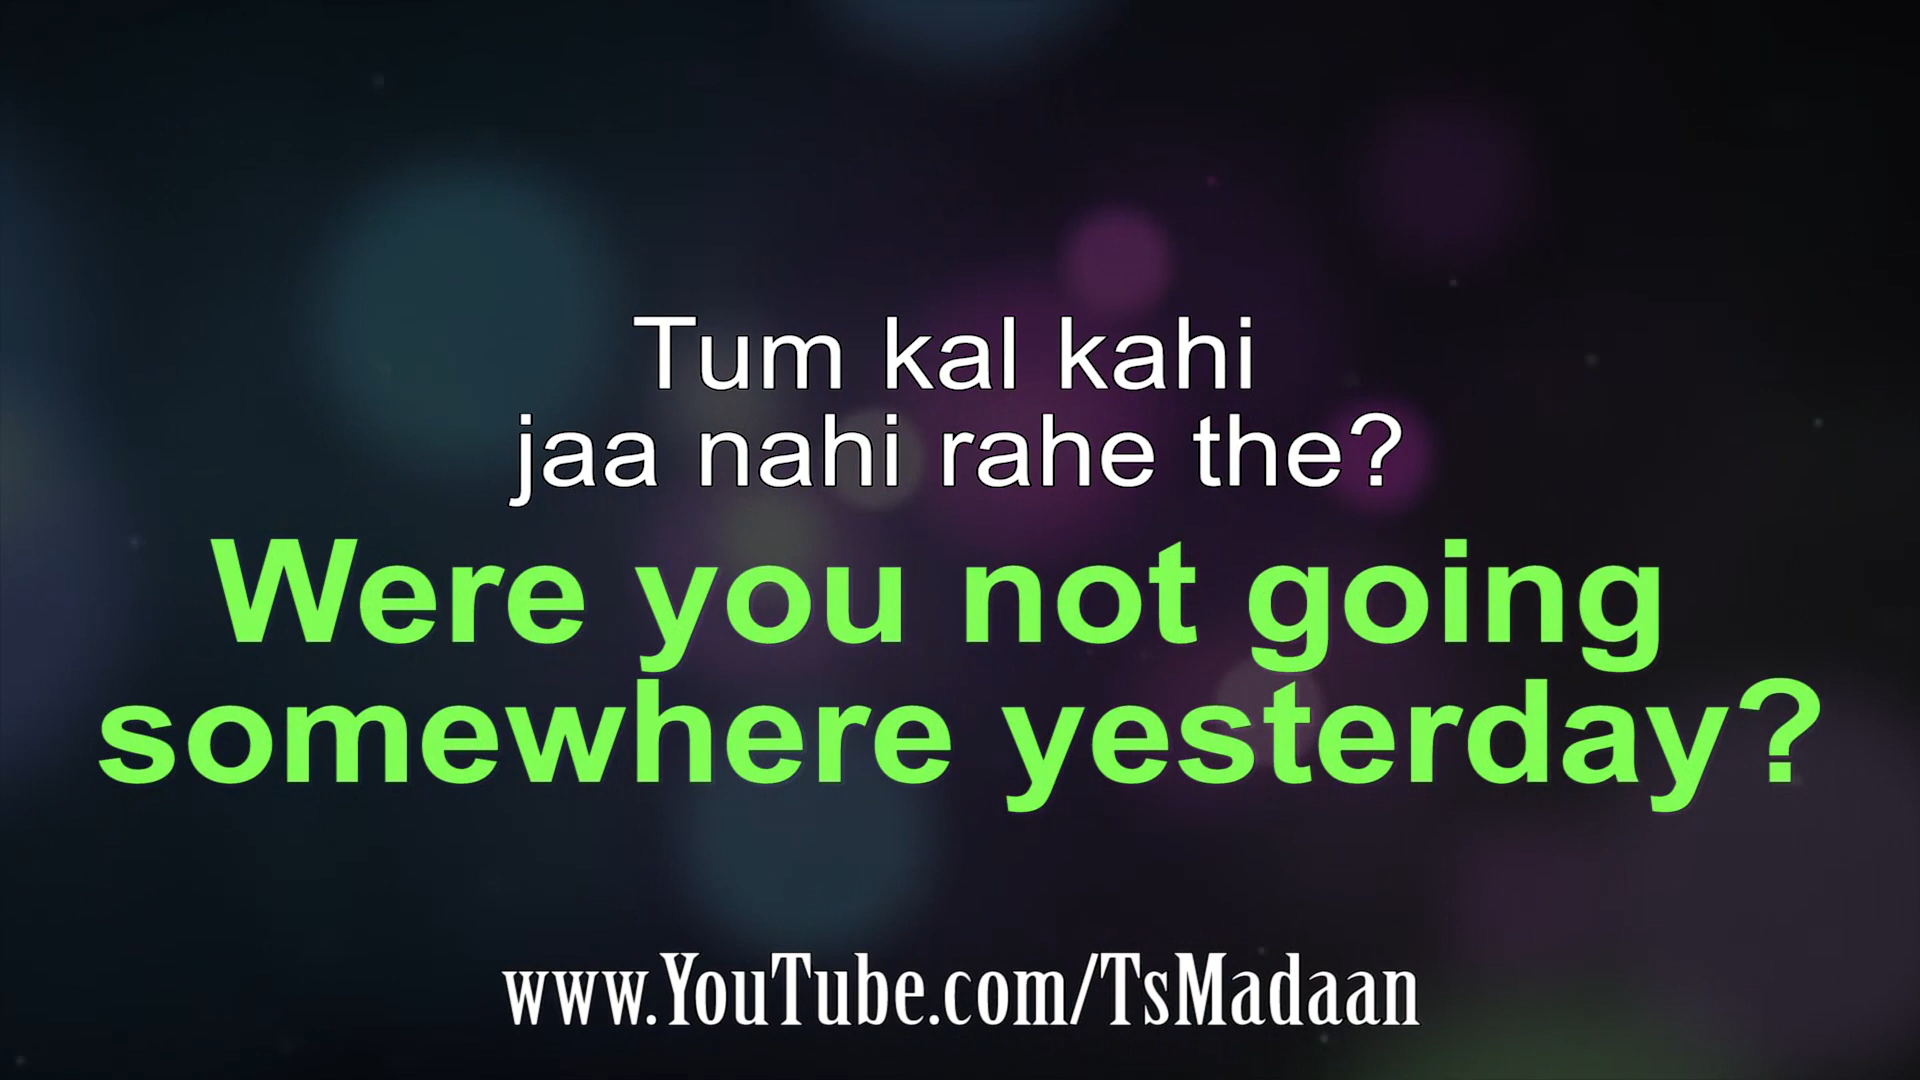 Tum kal kahi
jaa nahi rahe the?
Were you not going
somewhere yesterday?
www.YouTube.com/TsMadaan